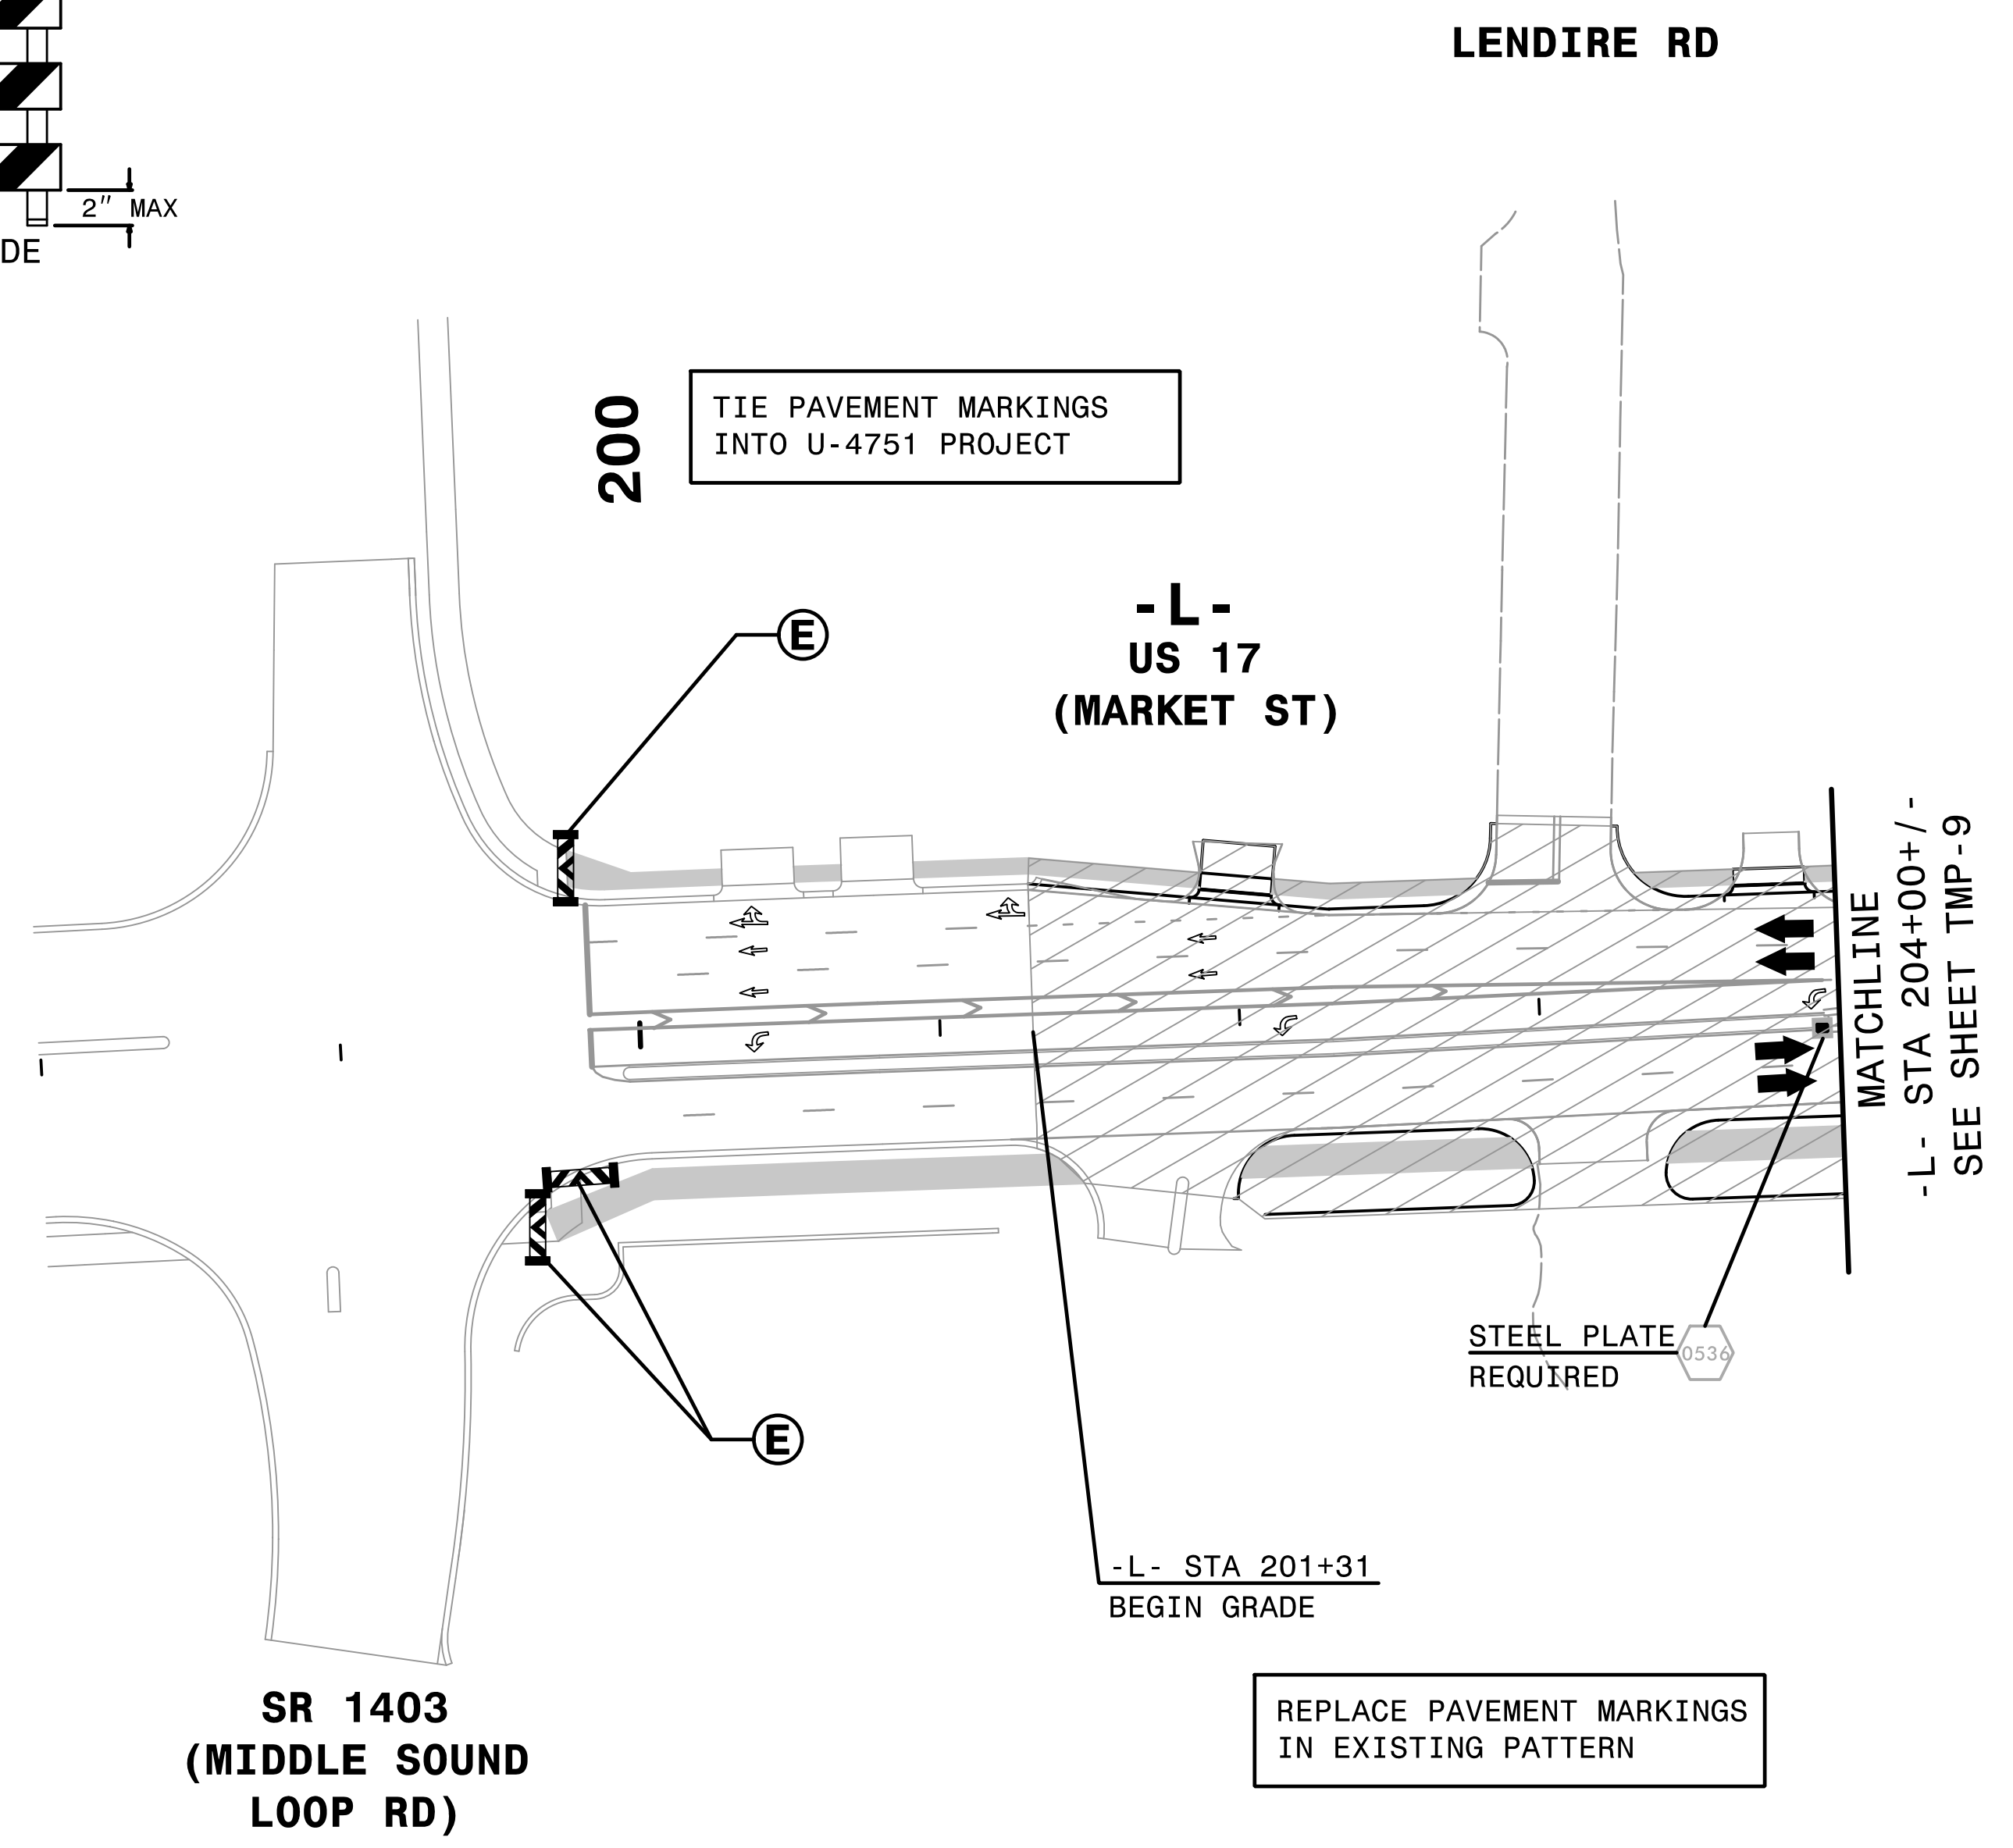 LENDIRE RD
2" MAX
DE
200
TIE PAVEMENT MARKINGS
INTO U-4751 PROJECT
-L-
US 17
(MARKET ST)
E
MATCHLINE
-L- STA 204+00+/-
SEE SHEET TMP-9
STEEL PLATE
REQUIRED
0536
E
-L- STA 201+31
BEGIN GRADE
REPLACE PAVEMENT MARKINGS
IN EXISTING PATTERN
SR 1403
(MIDDLE SOUND
LOOP RD)